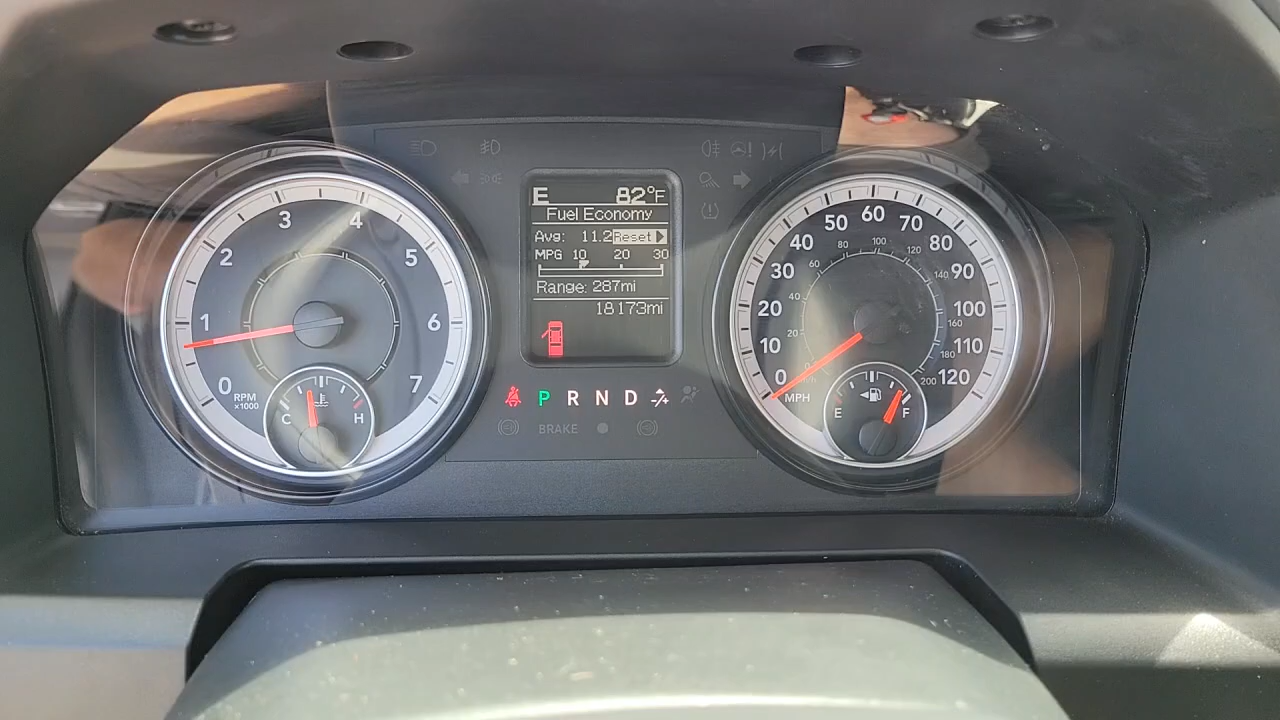 0 1 2 3 4 5 6 7
RPM
×1000
C H
E 82°F
Fuel Economy
Avg: 11.2 Reset
MPG 10 20 30
Range: 287mi
18173mi
P R N D
BRAKE
0 10 20 30 40 50 60 70 80 90 100 110 120
20 40 60 80 100 120 140 160 180 200
MPH
E F